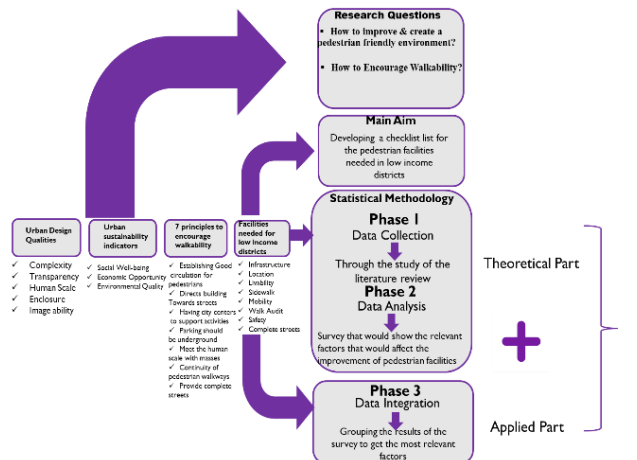 Research Questions
▪ How to improve & create a
pedestrian friendly environment?
▪ How to Encourage Walkability?
Main Aim
Developing a checklist list for
the pedestrian facilities
needed in low income
districts
Urban Design
Qualities
✓ Complexity
✓ Transparency
✓ Human Scale
✓ Enclosure
✓ Image ability
Urban
sustainability
indicators
✓ Social Well-being
✓ Economic Opportunity
✓ Environmental Quality
7 principles to
encourage
walkability
✓ Establishing Good
circulation for
pedestrians
✓ Directs building
Towards streets
✓ Having city centers
to support activities
✓ Parking should
be underground
✓ Meet the human
scale with masses
✓ Continuity of
pedestrian walkways
✓ Provide complete
streets
Facilities
needed for
low income
districts
✓ Infrastructure
✓ Location
✓ Linibility
✓ Sidewalk
✓ Mobility
✓ Walk Audit
✓ Safety
✓ Complete streets
Statistical Methodology
Phase 1
Data Collection
Through the study of the
literature review
Phase 2
Data Analysis
Survey that would show the relevant
factors that would affect the
improvement of pedestrian facilities
Phase 3
Data Integration
Grouping the results of the
survey to get the most relevant
factors
Theoretical Part
+
Applied Part